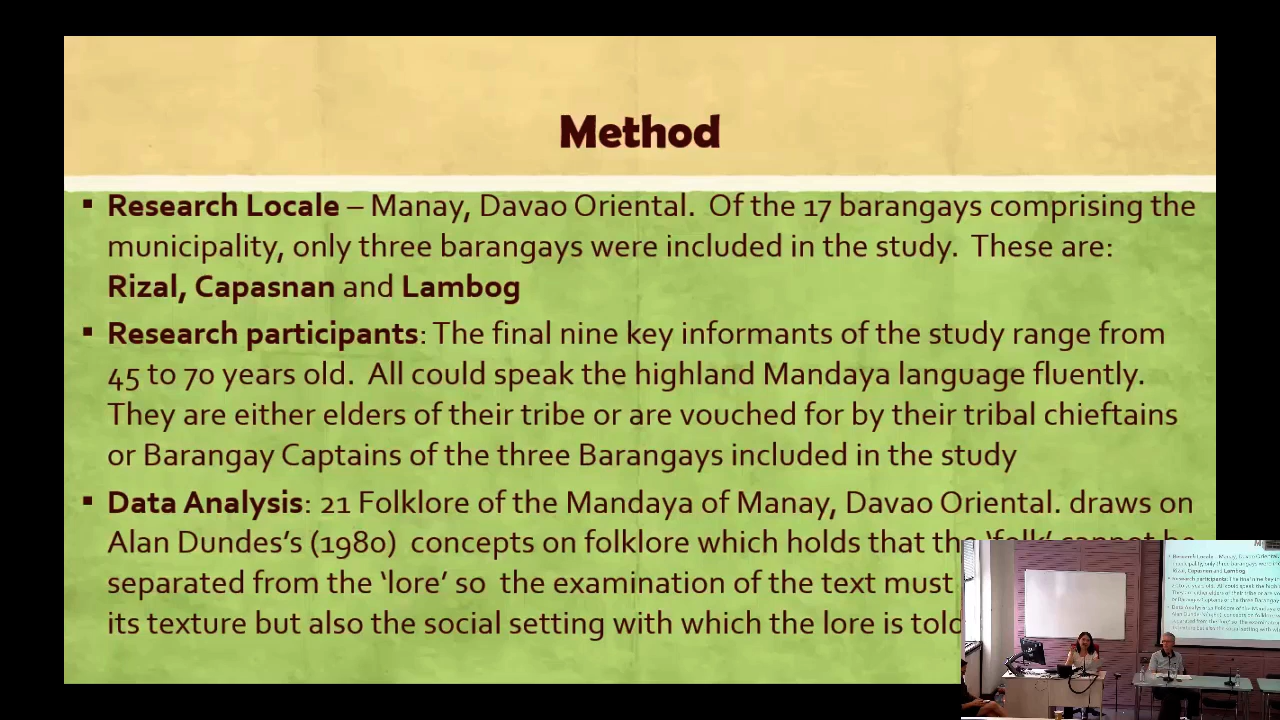 Method
▪ Research Locale – Manay, Davao Oriental. Of the 17 barangays comprising the
municipality, only three barangays were included in the study. These are:
Rizal, Capasnan and Lambog
▪ Research participants: The final nine key informants of the study range from
45 to 70 years old. All could speak the highland Mandaya language fluently.
They are either elders of their tribe or are vouched for by their tribal chieftains
or Barangay Captains of the three Barangays included in the study
▪ Data Analysis: 21 Folklore of the Mandaya of Manay, Davao Oriental. draws on
Alan Dundes's (1980) concepts on folklore which holds that the 'folk' cannot be
separated from the 'lore' so the examination of the text must
its texture but also the social setting with which the lore is told